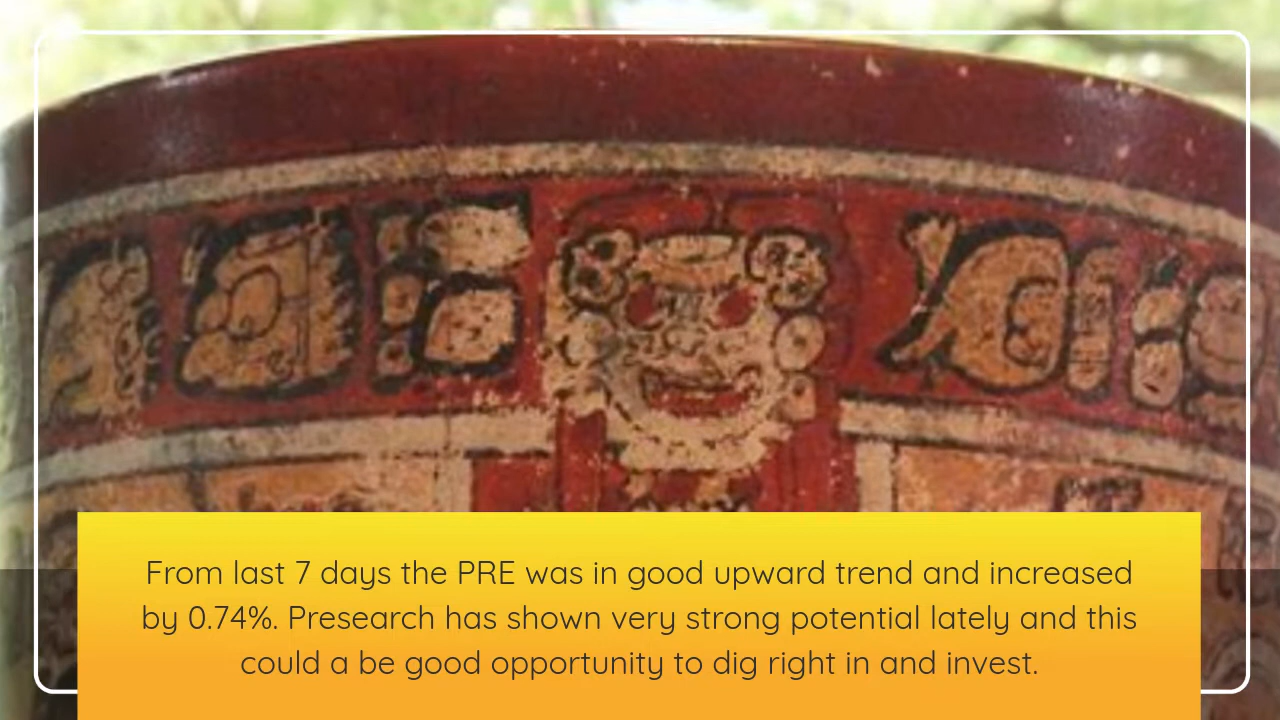 From last 7 days the PRE was in good upward trend and increased
by 0.74%. Presearch has shown very strong potential lately and this
could a be good opportunity to dig right in and invest.